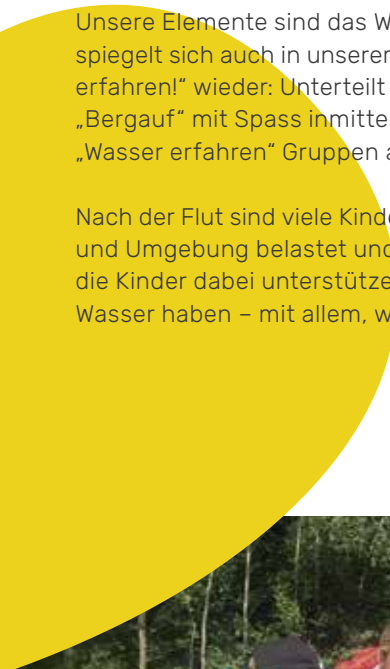 Unsere Elemente sind das W
spiegelt sich auch in unserer
erfahren!“ wieder: Unterteilt
„Bergauf“ mit Spass inmitte
„Wasser erfahren“ Gruppen a
Nach der Flut sind viele Kinde
und Umgebung belastet und
die Kinder dabei unterstütze
Wasser haben – mit allem, w